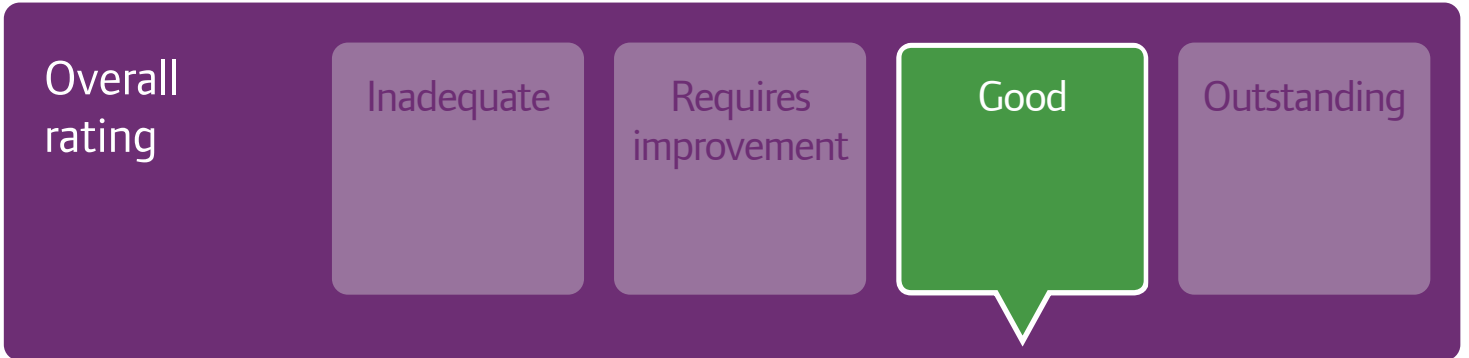 Overall
rating
Inadequate
Requires
improvement
Good
Outstanding